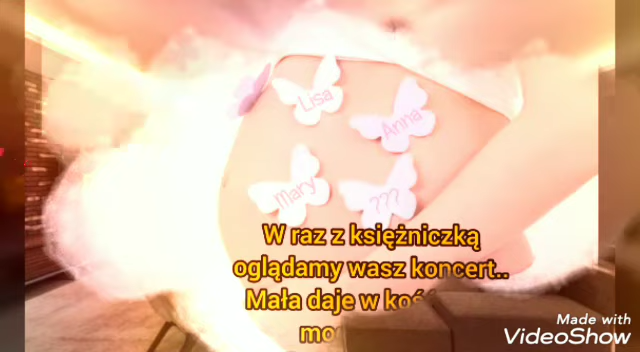 Lisa
Anna
Mary
???
W raz z księżniczką
oglądamy wasz koncert..
Mała daje w
Made with
VideoShow